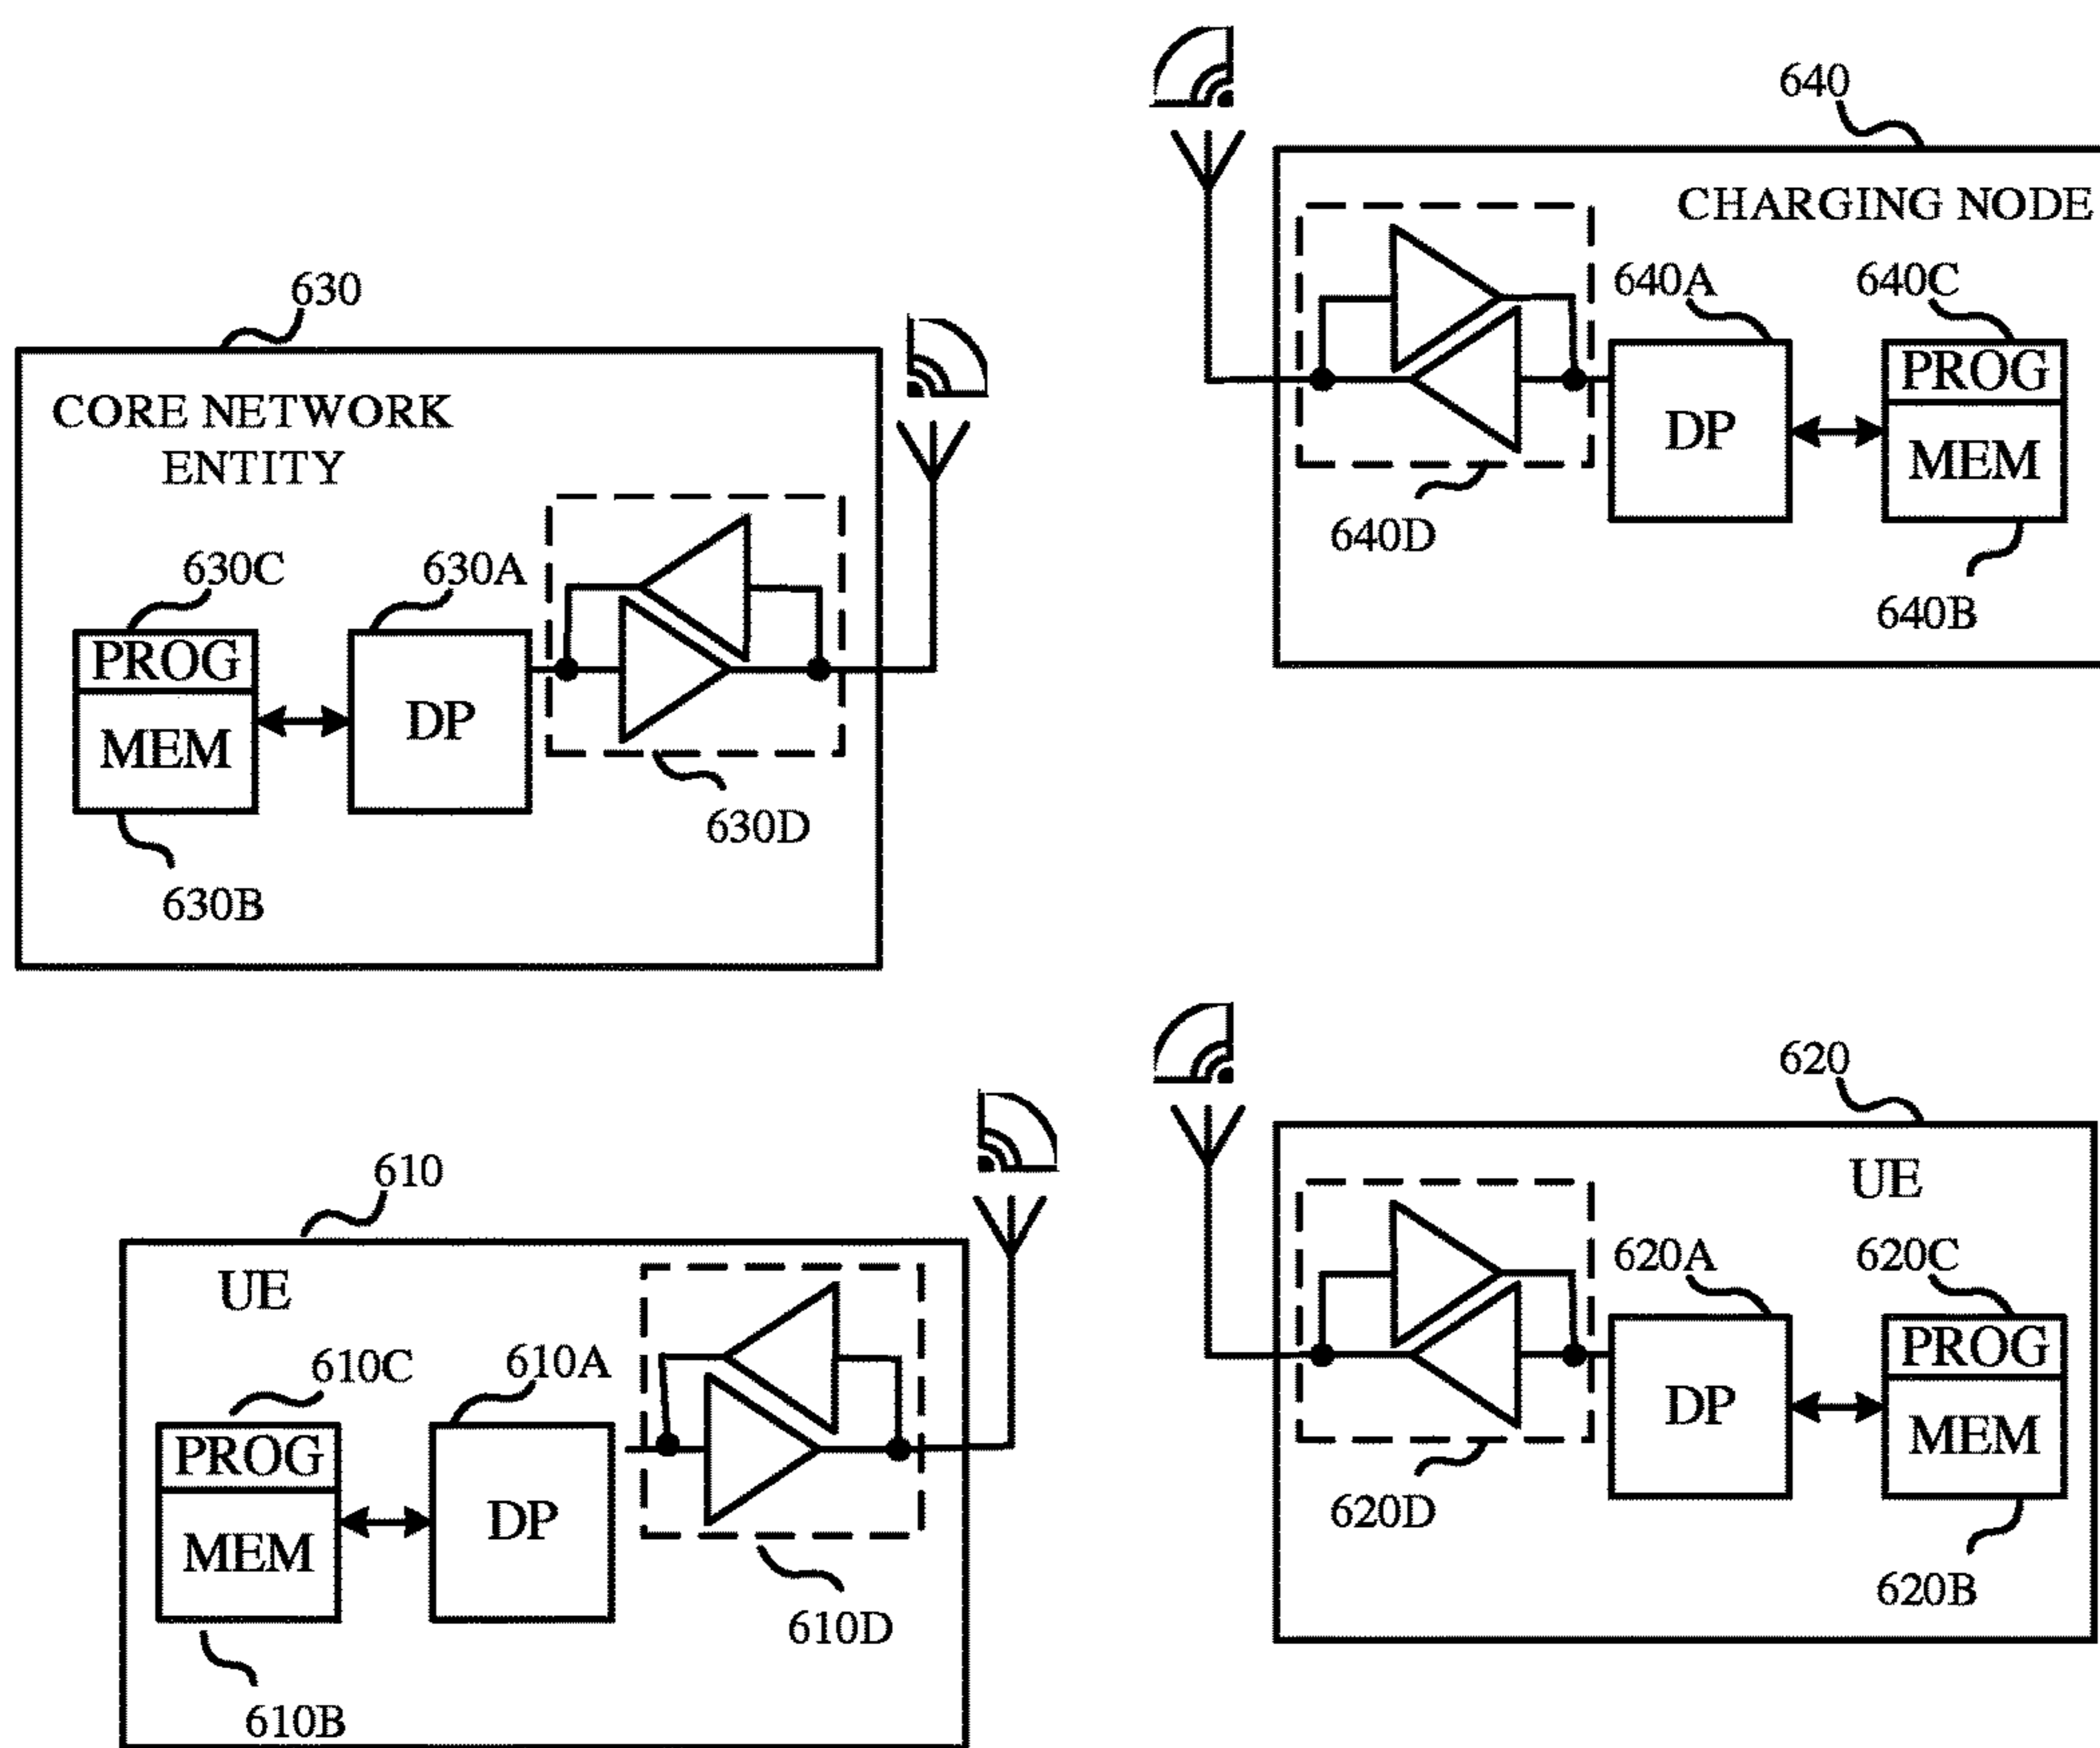 630
CORE NETWORK
ENTITY
630C
630A
PROG
MEM
DP
630D
630B
640
CHARGING NODE
640A
640C
PROG
DP
MEM
640D
640B
610
UE
610C
610A
PROG
MEM
DP
610D
610B
620
UE
620A
620C
PROG
DP
MEM
620D
620B